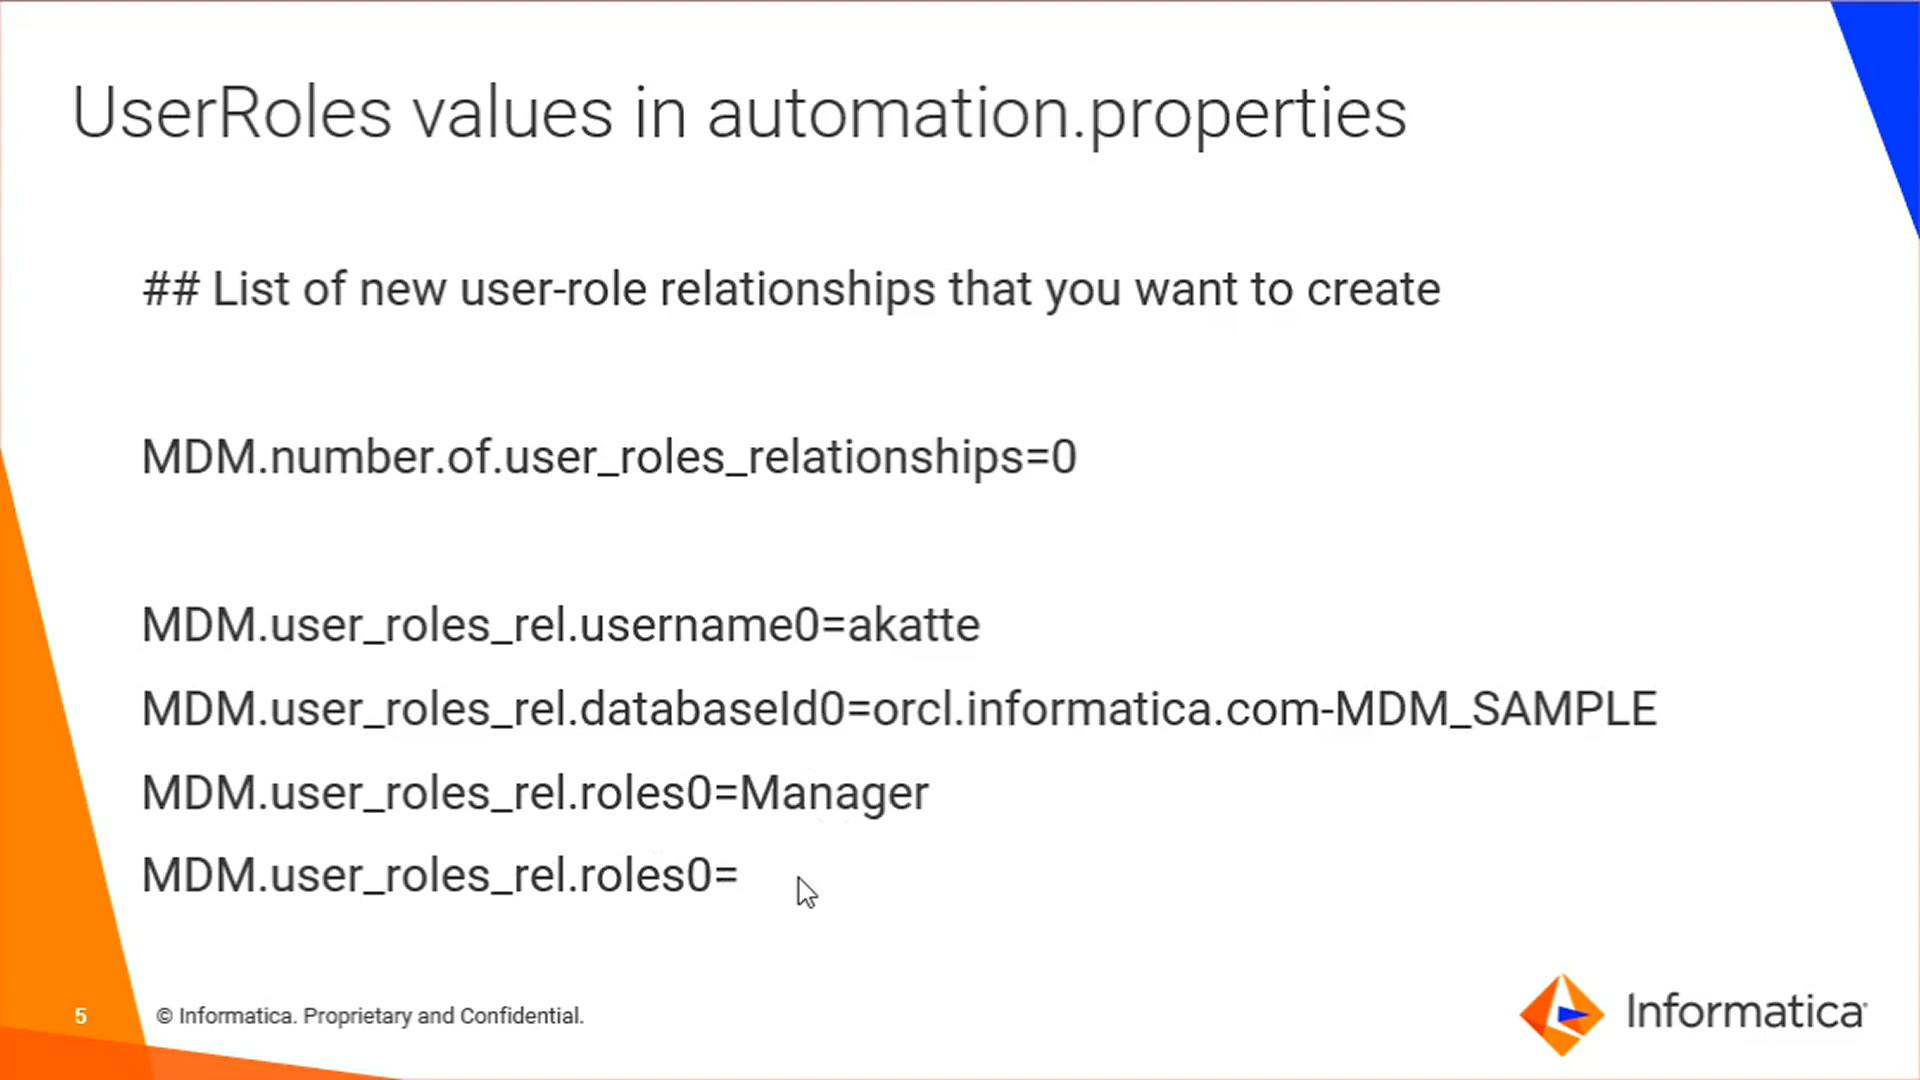 UserRoles values in automation.properties
## List of new user-role relationships that you want to create
MDM.number.of.user_roles_relationships=0
MDM.user_roles_rel.username0=akatte
MDM.user_roles_rel.databaseId0=orcl.informatica.com-MDM_SAMPLE
MDM.user_roles_rel.roles0=Manager
MDM.user_roles_rel.roles0=
5 © Informatica. Proprietary and Confidential.
Informatica